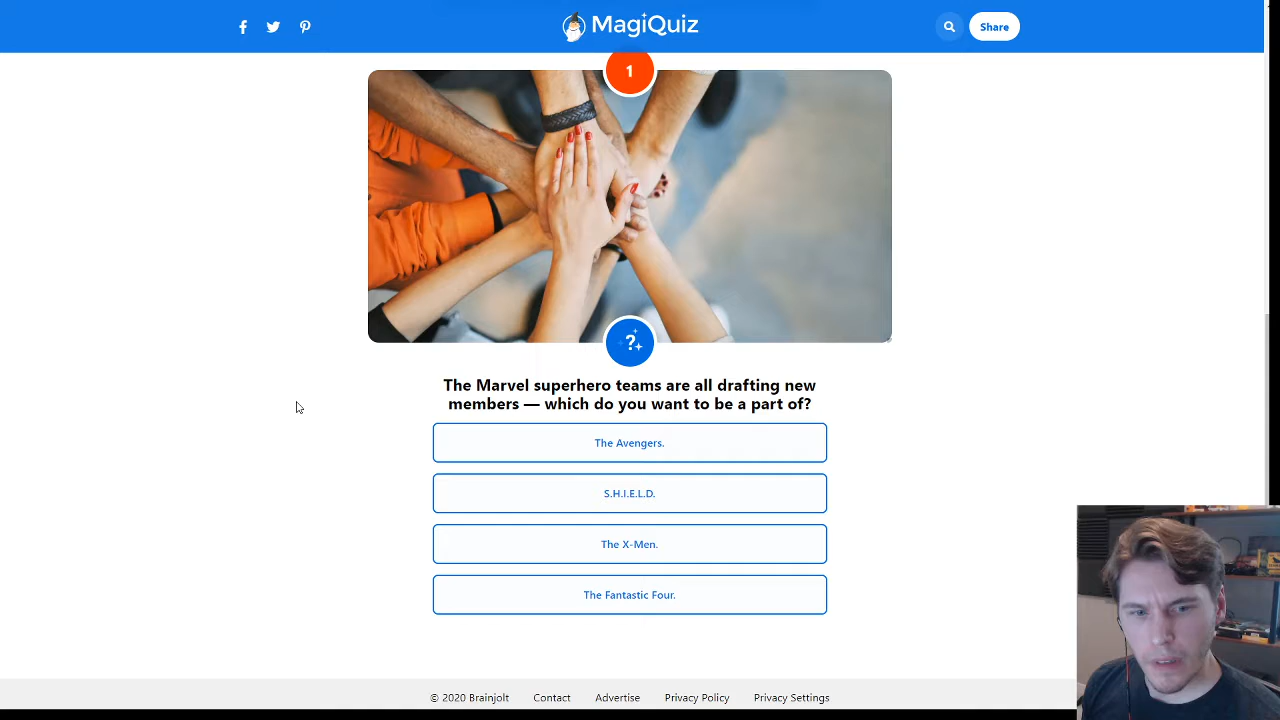 MagiQuiz
Share
1
?
The Marvel superhero teams are all drafting new
members — which do you want to be a part of?
The Avengers.
S.H.I.E.L.D.
The X-Men.
The Fantastic Four.
© 2020 Brainjolt Contact Advertise Privacy Policy Privacy Settings